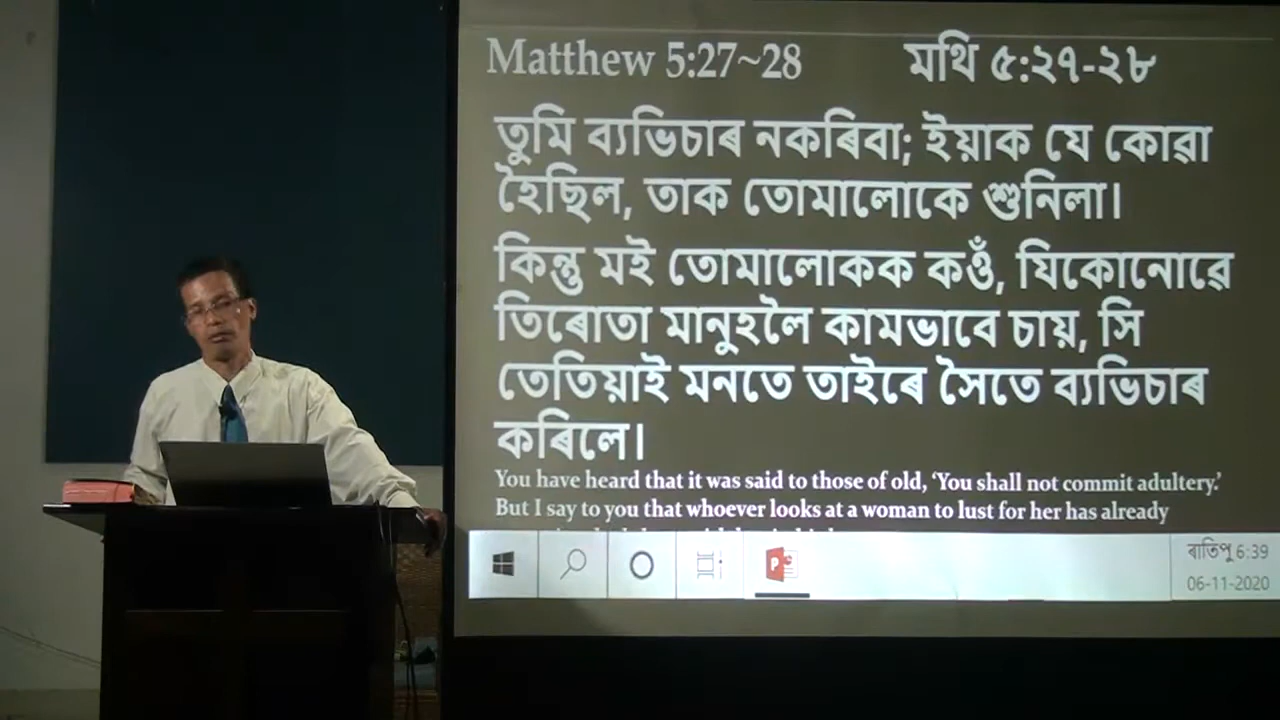 Matthew 5:27~28 মথি ৫:২৭-২৮
তুমি ব্যভিচাৰ নকৰিবা; ইয়াক যে কোৱা
হৈছিল, তাক তোমালোকে শুনিলা।
কিন্তু মই তোমালোকক কওঁ, যিকোনোৱে
তিৰোতা মানুহলৈ কামভাবে চায়, সি
তেতিয়াই মনতে তাইৰে সৈতে ব্যভিচাৰ
কৰিলে।
You have heard that it was said to those of old, ‘You shall not commit adultery.’
But I say to you that whoever looks at a woman to lust for her has already
ৰাতিপু 6:39
06-11-2020